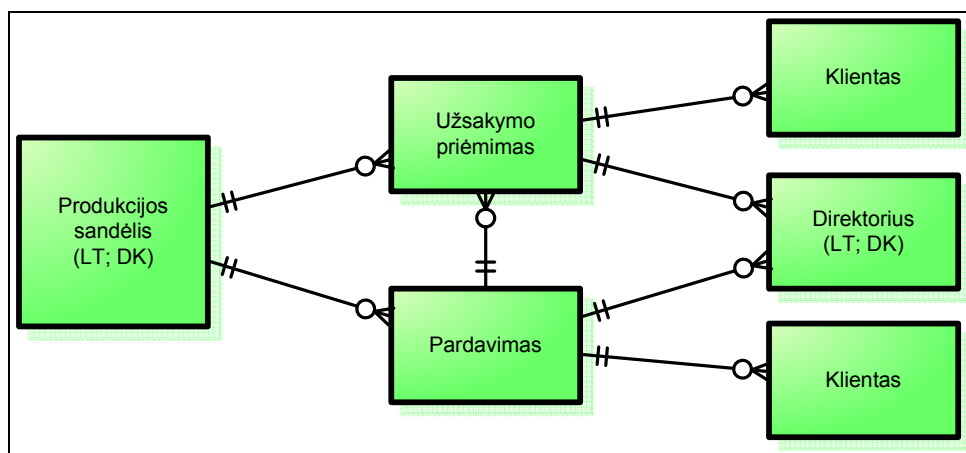 Produkcijos
sandėlis
(LT; DK)
Užsakymo
priėmimas
Pardavimas
Klientas
Direktorius
(LT; DK)
Klientas